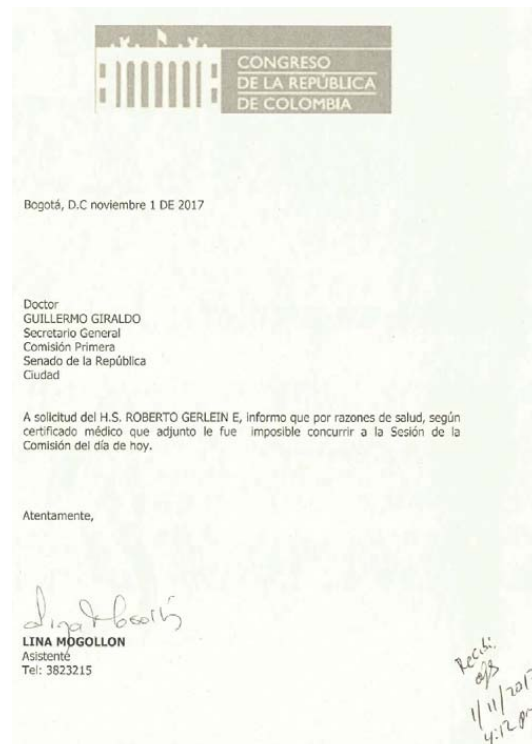 CONGRESO
DE LA REPÚBLICA
DE COLOMBIA
Bogotá, D.C noviembre 1 DE 2017
Doctor
GUILLERMO GIRALDO
Secretario General
Comisión Primera
Senado de la República
Ciudad
A solicitud del H.S. ROBERTO GERLEIN E, informo que por razones de salud, según
certificado médico que adjunto le fue imposible concurrir a la Sesión de la
Comisión del día de hoy.
Atentamente,
LINA MOGOLLON
Asistente
Tel: 3823215
Recibi:
1/11/2017
4:12 pm